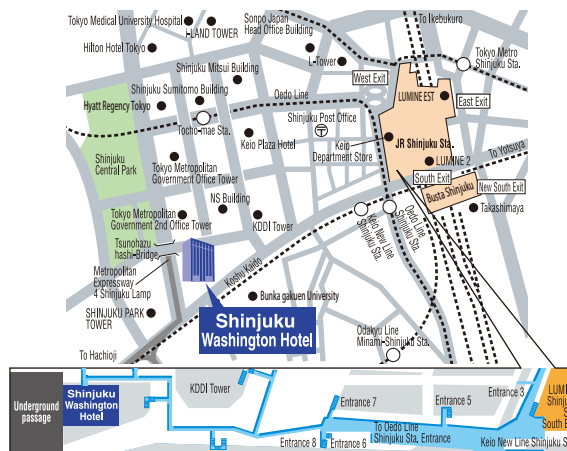 Tokyo Medical University Hospital
i-LAND TOWER
Sonpo Japan
Head Office Building
To Ikebukuro
Hilton Hotel Tokyo
L-Tower
Tokyo Metro
Shinjuku Sta.
Shinjuku Mitsui Building
West Exit
Shinjuku Sumitomo Building
Oedo Line
LUMINE EST
East Exit
Hyatt Regency Tokyo
Shinjuku Post Office
Tocho-mae Sta.
Keio Plaza Hotel
Keio
Department Store
JR Shinjuku Sta.
To Yotsuya
Shinjuku
Central Park
Tokyo Metropolitan
Government Office Tower
LUMINE 2
South Exit
New South Exit
Busta Shinjuku
NS Building
Tokyo Metropolitan
Government 2nd Office Tower
KDDI Tower
Takashimaya
Oedo Line
Shinjuku Sta.
Keio New Line
Shinjuku Sta.
Tsunohazu
hashi-Bridge
Metropolitan
Expressway
4 Shinjuku Lamp
Koshu Kaido
Bunka gakuen University
SHINJUKU PARK
TOWER
Shinjuku
Washington Hotel
Odakyu Line
Minami-Shinjuku Sta.
To Hachioji
Underground
passage
Shinjuku
Washington
Hotel
KDDI Tower
Entrance 7
Entrance 5
Entrance 3
Entrance 8
Entrance 6
To Oedo Line
Shinjuku Sta, Entrance
LUMI
Shinju
S
South E
Keio New Line Shinjuku S